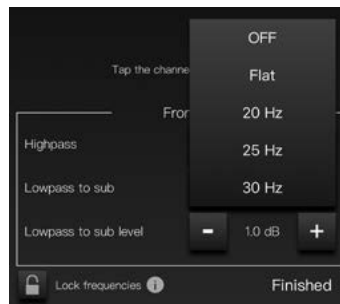 OFF
Tap the channe
Flat
Fror
20 Hz
Highpass
25 Hz
Lowpass to sub
30 Hz
Lowpass to sub level
- 1.0 dB +
Lock frequencies i
Finished